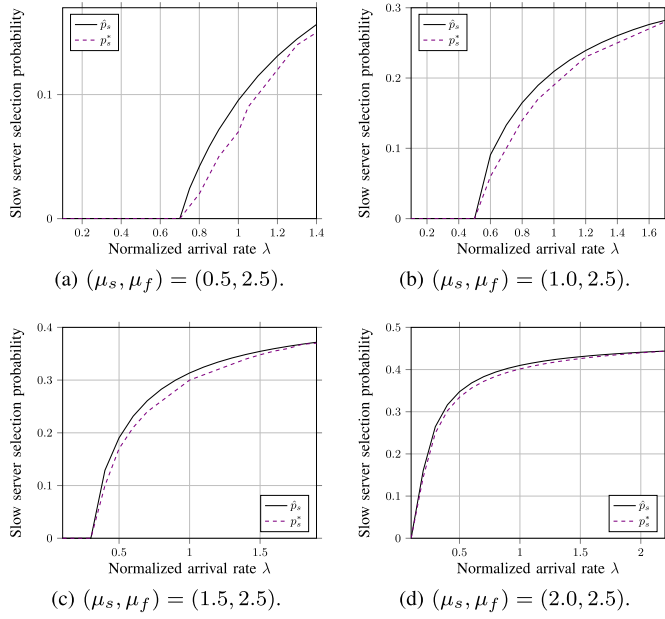 Slow server selection probability
p̂ₛ
p*ₛ
0.1
0
0.2 0.4 0.6 0.8 1 1.2 1.4
Normalized arrival rate λ
(a) (μₛ, μ_f) = (0.5, 2.5).
Slow server selection probability
p̂ₛ
p*ₛ
0.3
0.2
0.1
0
0.2 0.4 0.6 0.8 1 1.2 1.4 1.6
Normalized arrival rate λ
(b) (μₛ, μ_f) = (1.0, 2.5).
Slow server selection probability
0.4
0.3
0.2
0.1
0
p̂ₛ
p*ₛ
0.5 1 1.5
Normalized arrival rate λ
(c) (μₛ, μ_f) = (1.5, 2.5).
Slow server selection probability
0.5
0.4
0.3
0.2
0.1
0
p̂ₛ
p*ₛ
0.5 1 1.5 2
Normalized arrival rate λ
(d) (μₛ, μ_f) = (2.0, 2.5).